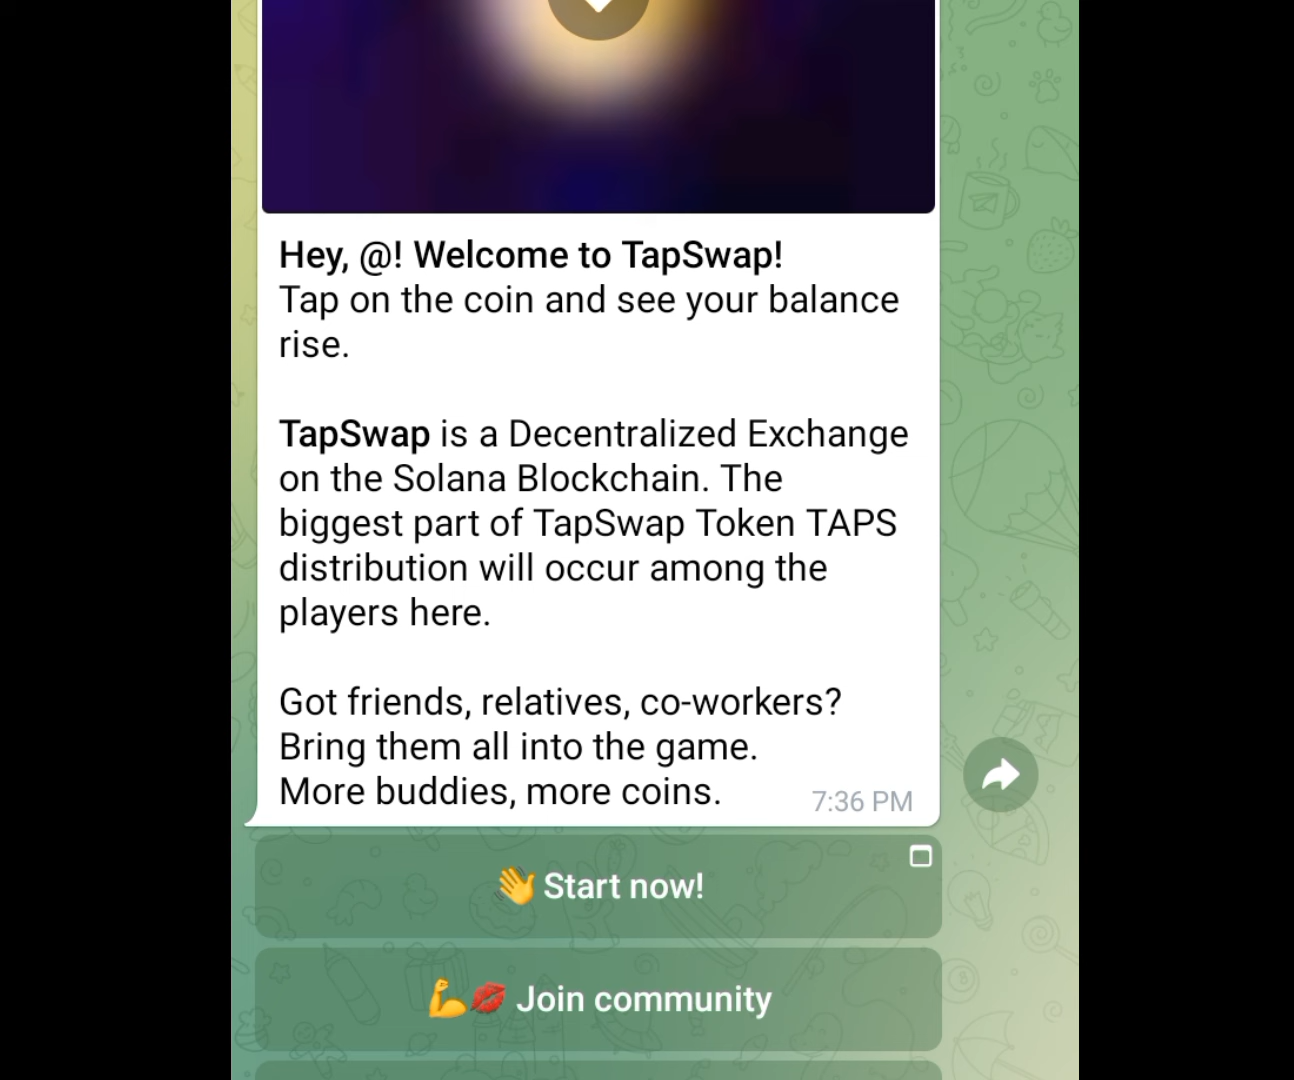 Hey, @! Welcome to TapSwap!
Tap on the coin and see your balance
rise.
TapSwap is a Decentralized Exchange
on the Solana Blockchain. The
biggest part of TapSwap Token TAPS
distribution will occur among the
players here.
Got friends, relatives, co-workers?
Bring them all into the game.
More buddies, more coins.
7:36 PM
👋 Start now!
💪💋 Join community